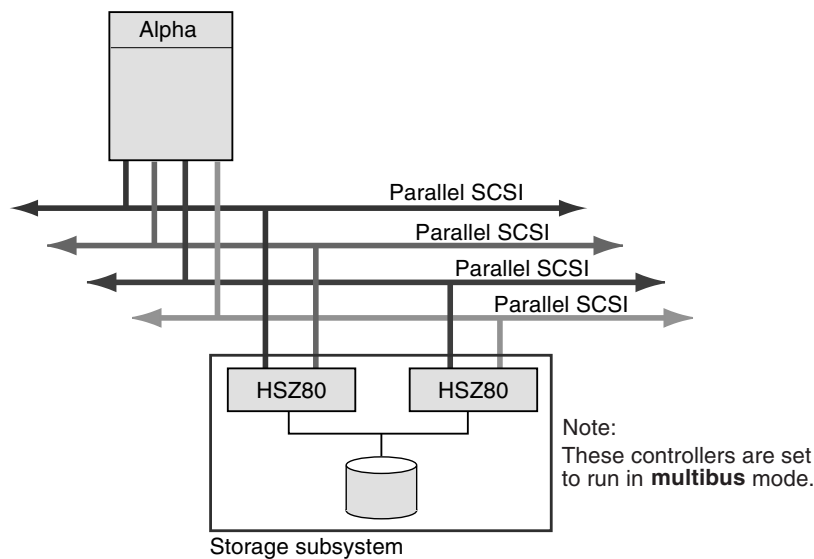 Alpha
Parallel SCSI
Parallel SCSI
Parallel SCSI
Parallel SCSI
HSZ80
HSZ80
Note:
These controllers are set
to run in multibus mode.
Storage subsystem